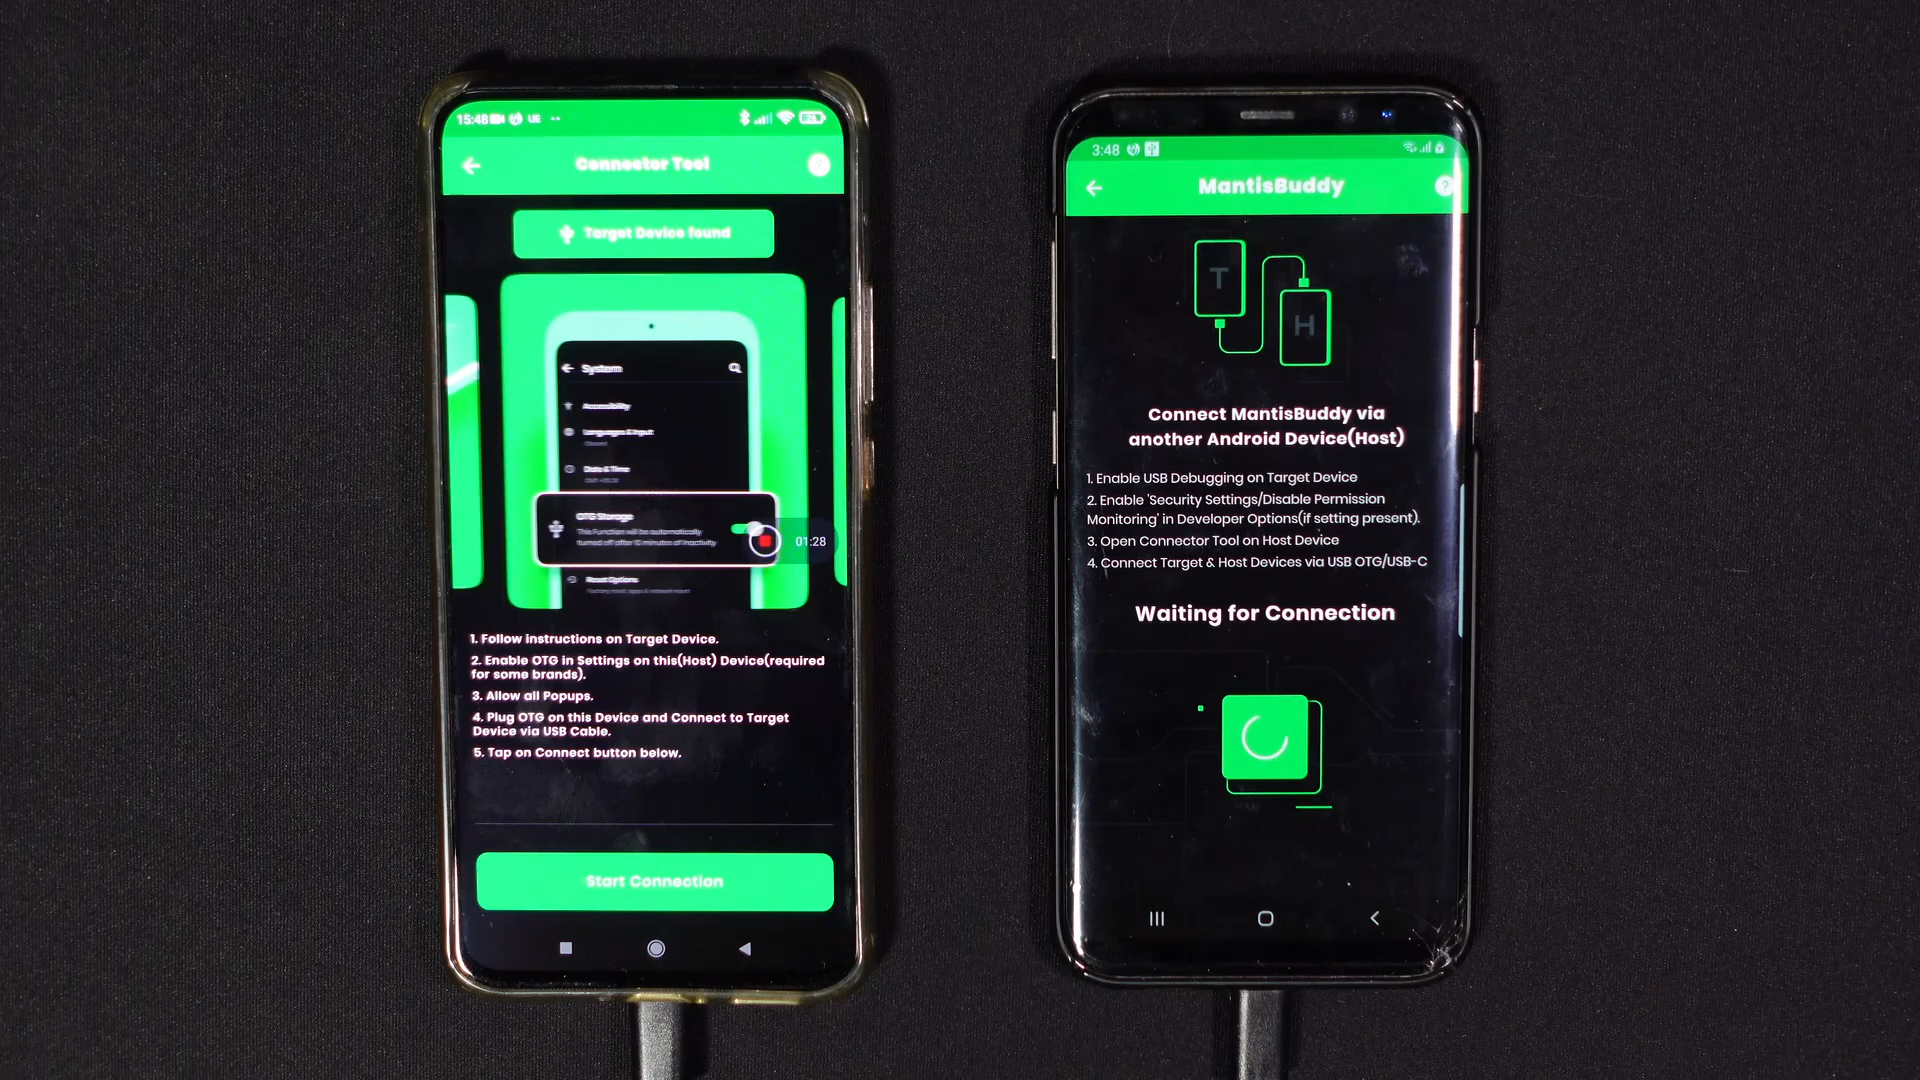 15:48 UE
Connector Tool
Target Device found
System
Accessibility
Languages & Input
Date & Time
OTG Storage
This Function will be automatically
turned off after 10 minutes of inactivity
01:28
Reset Options
1. Follow instructions on Target Device.
2. Enable OTG in Settings on this(Host) Device(required
for some brands).
3. Allow all Popups.
4. Plug OTG on this Device and Connect to Target
Device via USB Cable.
5. Tap on Connect button below.
Start Connection
3:48
MantisBuddy
?
T
H
Connect MantisBuddy via
another Android Device(Host)
1. Enable USB Debugging on Target Device
2. Enable 'Security Settings/Disable Permission
Monitoring' in Developer Options(if setting present).
3. Open Connector Tool on Host Device
4. Connect Target & Host Devices via USB OTG/USB-C
Waiting for Connection